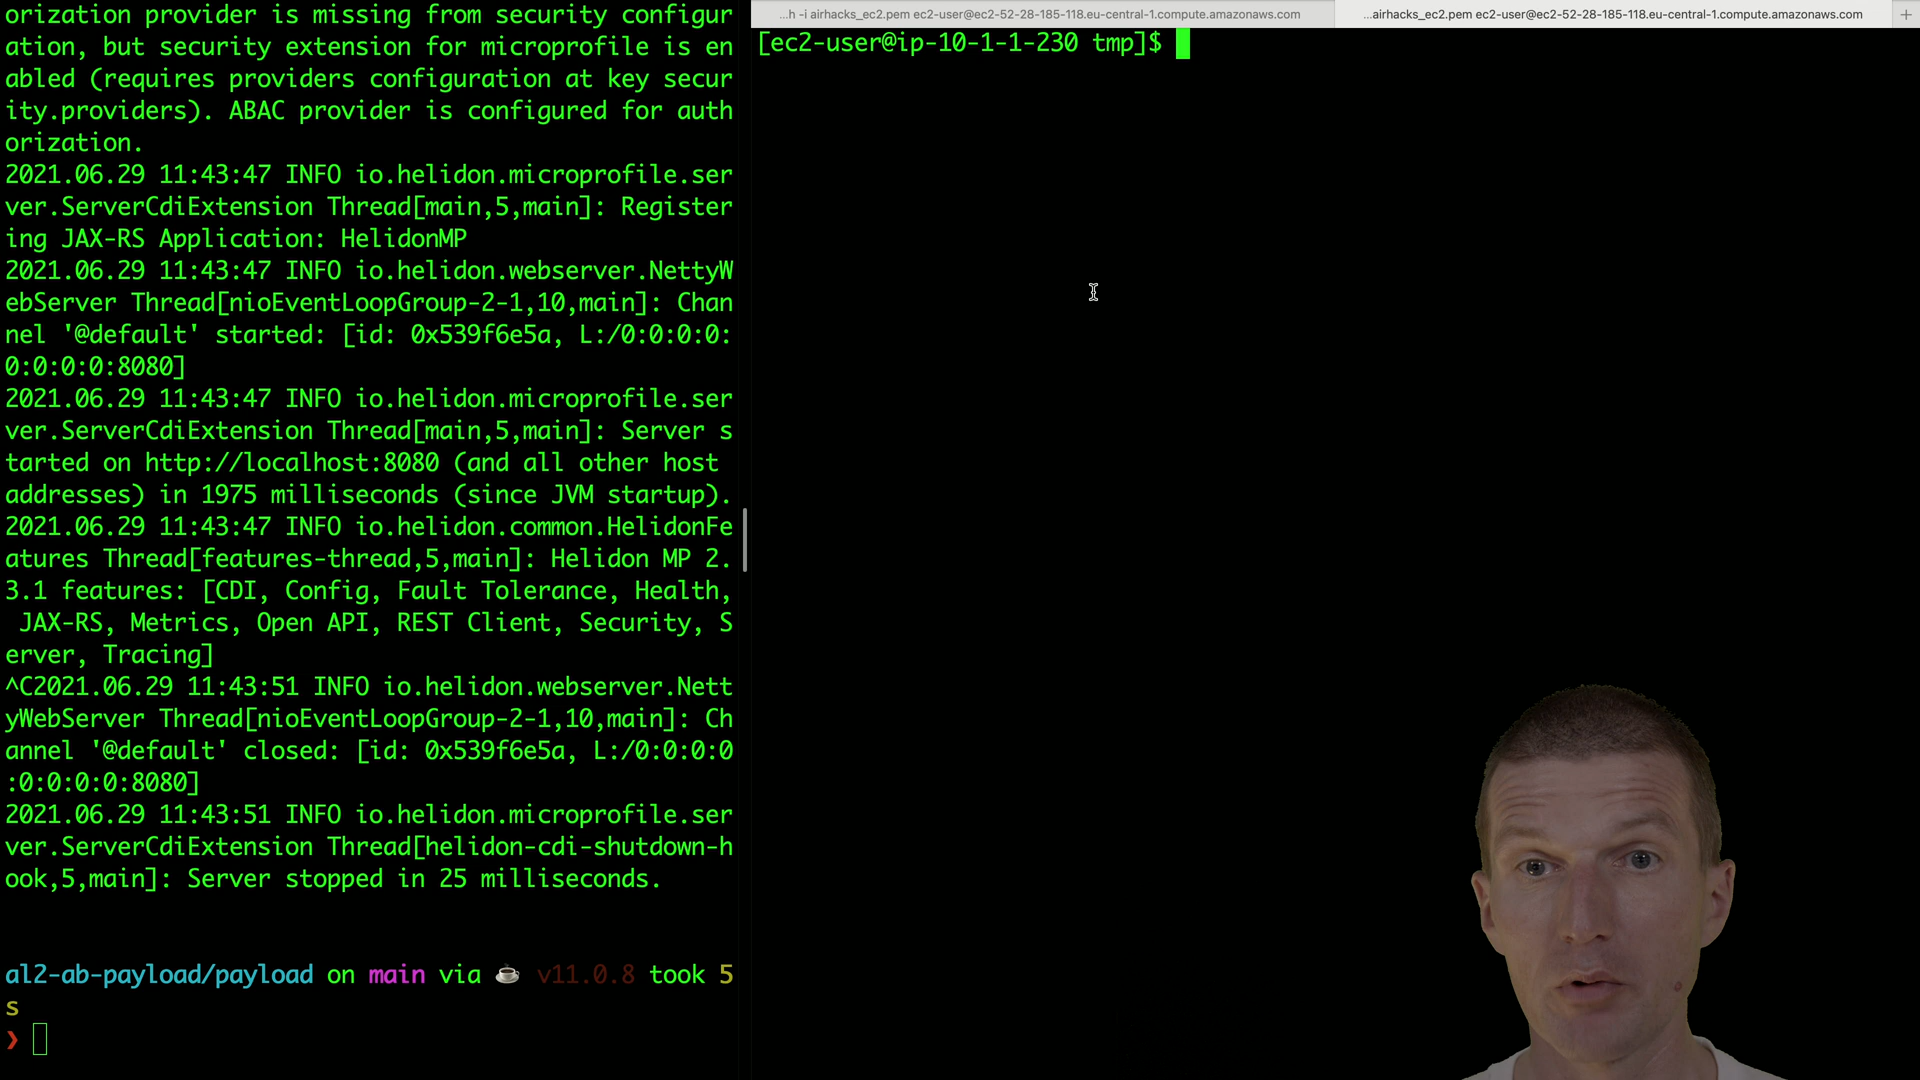 orization provider is missing from security configur
ation, but security extension for microprofile is en
abled (requires providers configuration at key secur
ity.providers). ABAC provider is configured for auth
orization.
2021.06.29 11:43:47 INFO io.helidon.microprofile.ser
ver.ServerCdiExtension Thread[main,5,main]: Register
ing JAX-RS Application: HelidonMP
2021.06.29 11:43:47 INFO io.helidon.webserver.NettyW
ebServer Thread[nioEventLoopGroup-2-1,10,main]: Chan
nel '@default' started: [id: 0x539f6e5a, L:/0:0:0:0:
0:0:0:0:8080]
2021.06.29 11:43:47 INFO io.helidon.microprofile.ser
ver.ServerCdiExtension Thread[main,5,main]: Server s
tarted on http://localhost:8080 (and all other host
addresses) in 1975 milliseconds (since JVM startup).
2021.06.29 11:43:47 INFO io.helidon.common.HelidonFe
atures Thread[features-thread,5,main]: Helidon MP 2.
3.1 features: [CDI, Config, Fault Tolerance, Health,
JAX-RS, Metrics, Open API, REST Client, Security, S
erver, Tracing]
^C2021.06.29 11:43:51 INFO io.helidon.webserver.Nett
yWebServer Thread[nioEventLoopGroup-2-1,10,main]: Ch
annel '@default' closed: [id: 0x539f6e5a, L:/0:0:0:0
:0:0:0:0:8080]
2021.06.29 11:43:51 INFO io.helidon.microprofile.ser
ver.ServerCdiExtension Thread[helidon-cdi-shutdown-h
ook,5,main]: Server stopped in 25 milliseconds.
al2-ab-payload/payload on main via ☕ v11.0.8 took 5
s
❯
...h -i airhacks_ec2.pem ec2-user@ec2-52-28-185-118.eu-central-1.compute.amazonaws.com
...airhacks_ec2.pem ec2-user@ec2-52-28-185-118.eu-central-1.compute.amazonaws.com
[ec2-user@ip-10-1-1-230 tmp]$